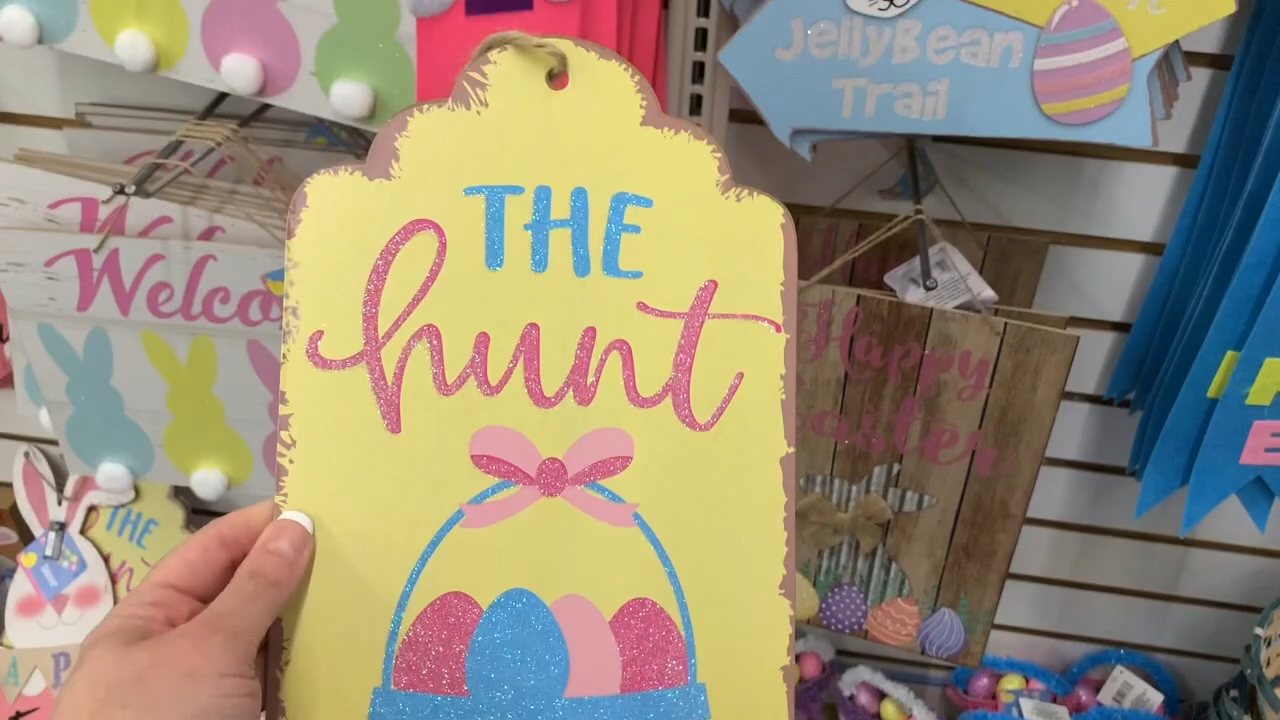 JellyBean
Trail
THE
hunt
Welco
Happy
easter
THE